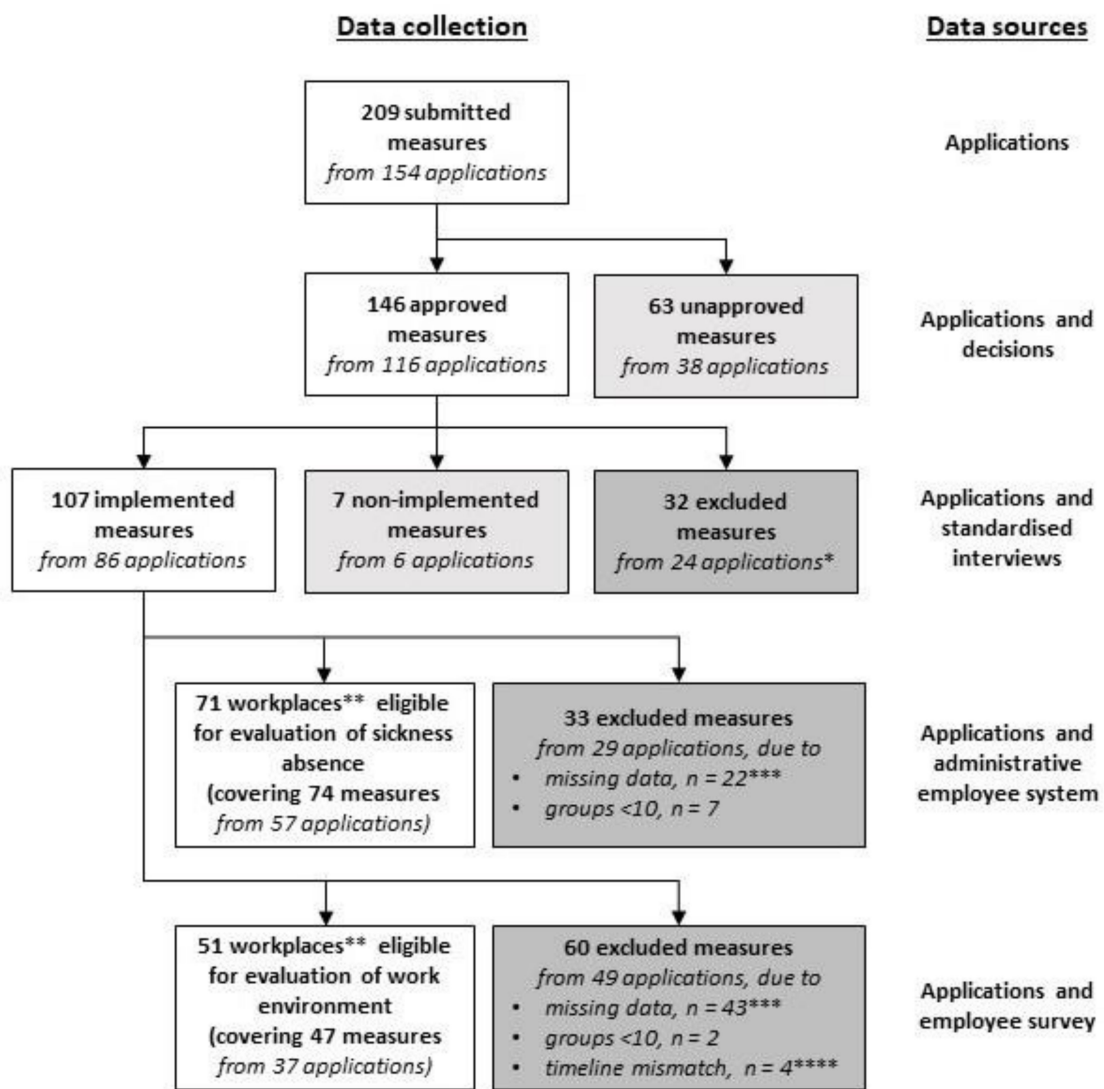 Data collection
Data sources
209 submitted
measures
from 154 applications
Applications
146 approved
measures
from 116 applications
63 unapproved
measures
from 38 applications
Applications and
decisions
107 implemented
measures
from 86 applications
7 non-implemented
measures
from 6 applications
32 excluded
measures
from 24 applications*
Applications and
standardised
interviews
71 workplaces** eligible
for evaluation of sickness
absence
(covering 74 measures
from 57 applications)
33 excluded measures
from 29 applications, due to
• missing data, n = 22***
• groups <10, n = 7
Applications and
administrative
employee system
51 workplaces** eligible
for evaluation of work
environment
(covering 47 measures
from 37 applications)
60 excluded measures
from 49 applications, due to
• missing data, n = 43***
• groups <10, n = 2
• timeline mismatch, n = 4****
Applications and
employee survey